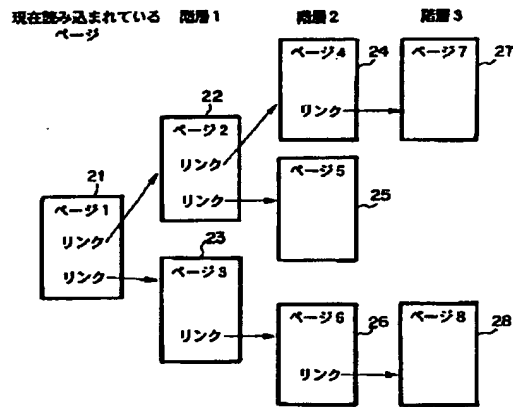 現在読み込まれている
ページ
階層1
階層2
階層3
21
ページ1
リンク
リンク
22
ページ2
リンク
リンク
23
ページ3
リンク
24
ページ4
リンク
ページ5
25
ページ6
リンク
26
ページ7
27
ページ8
28